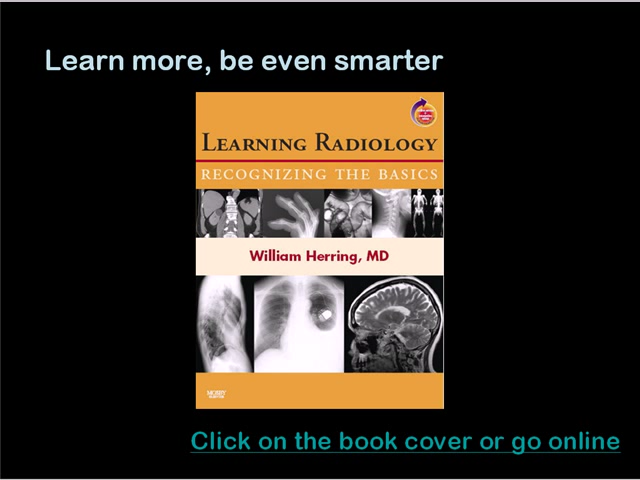 Learn more, be even smarter
LEARNING RADIOLOGY
RECOGNIZING THE BASICS
William Herring, MD
MOSBY
Click on the book cover or go online